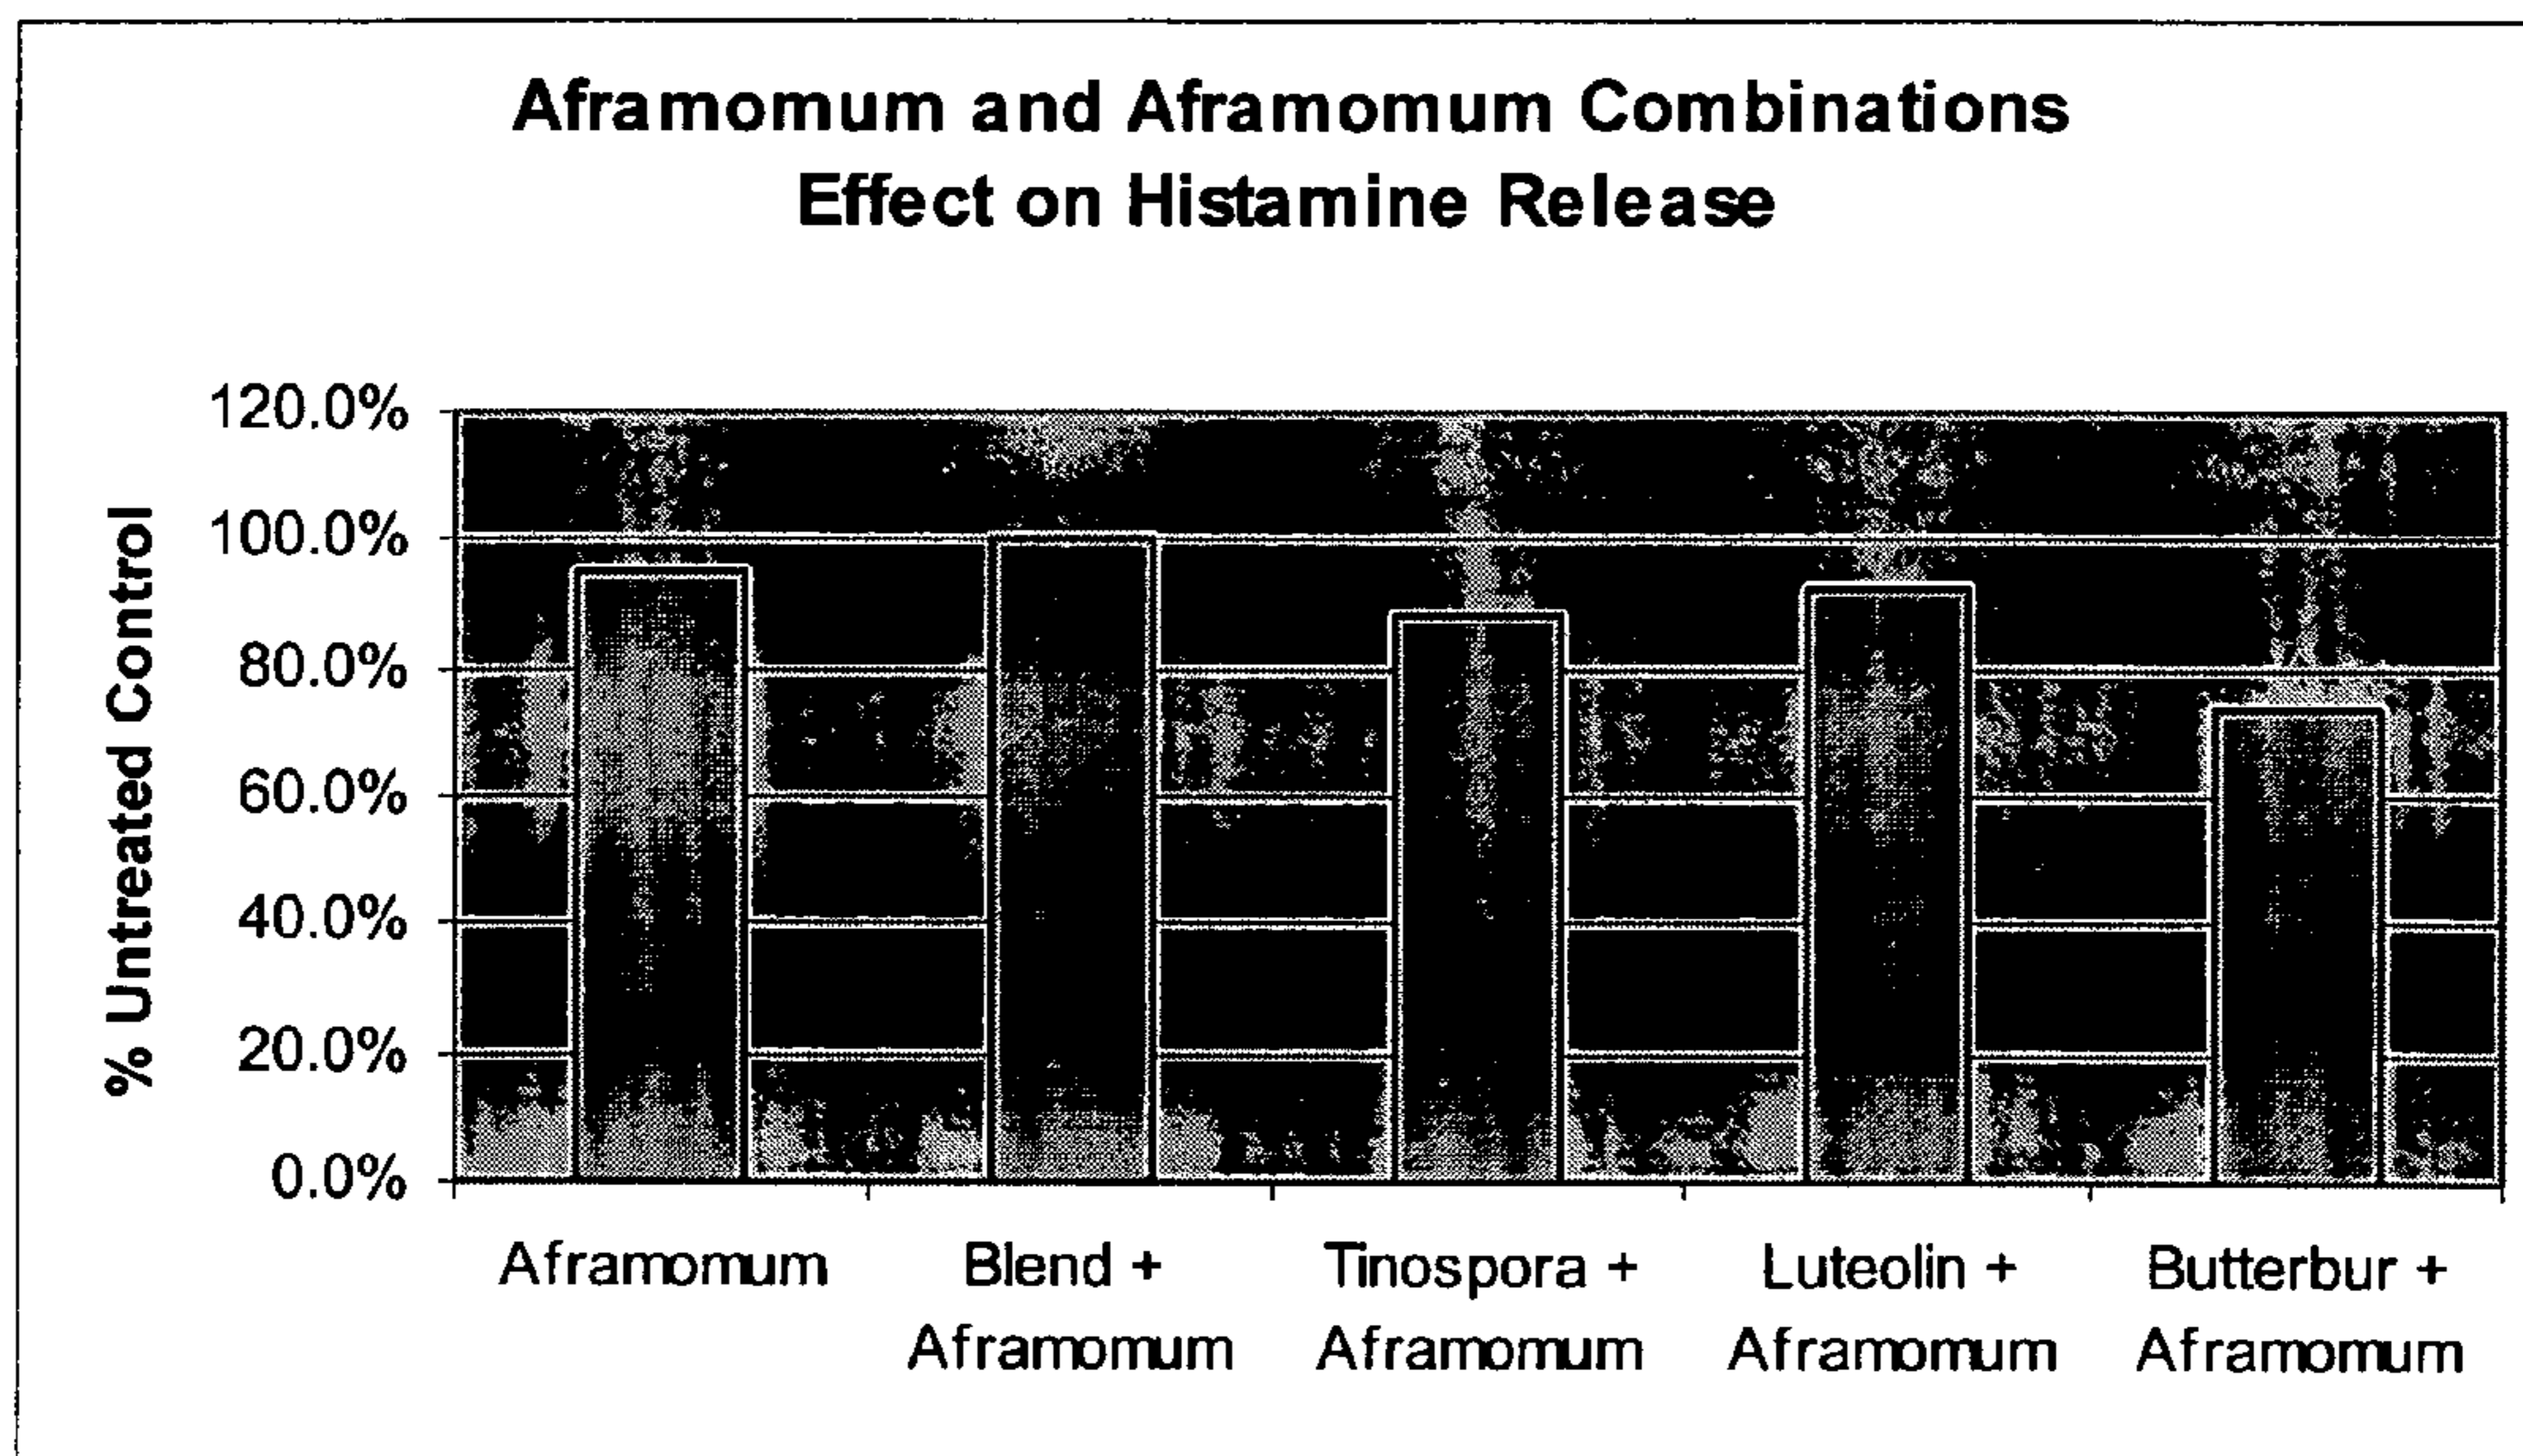 Aframomum and Aframomum Combinations
Effect on Histamine Release
% Untreated Control
120.0%
100.0%
80.0%
60.0%
40.0%
20.0%
0.0%
Aframomum
Blend +
Aframomum
Tinospora +
Aframomum
Luteolin +
Aframomum
Butterbur +
Aframomum